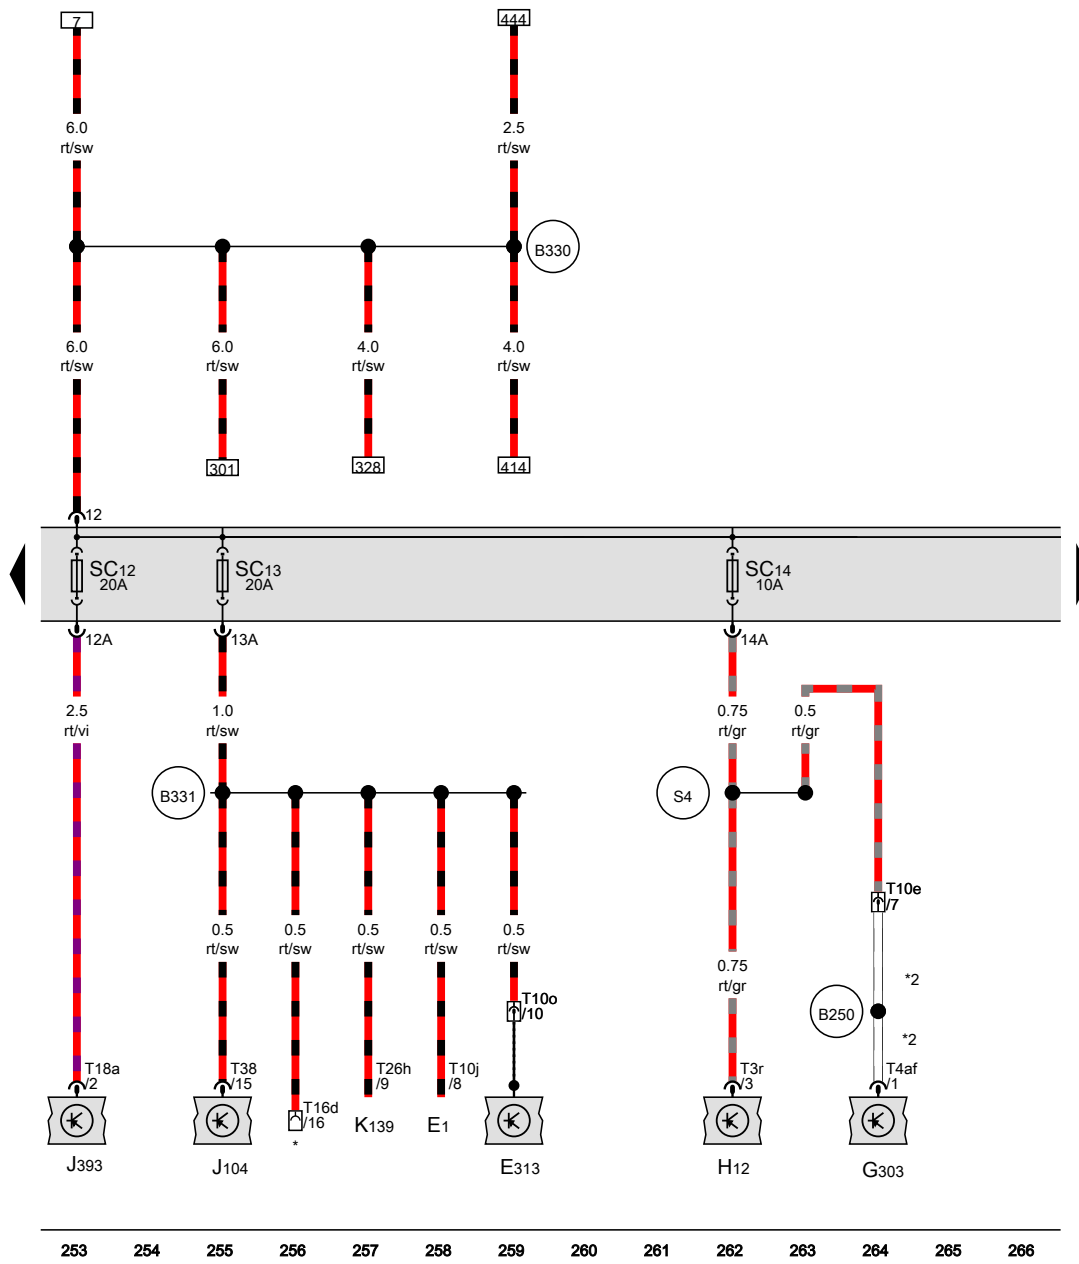 7
444
6.0
rt/sw
2.5
rt/sw
B330
6.0
rt/sw
6.0
rt/sw
4.0
rt/sw
4.0
rt/sw
301
328
414
12
SC12
20A
SC13
20A
SC14
10A
12A
13A
14A
2.5
rt/vi
1.0
rt/sw
0.75
rt/gr
0.5
rt/gr
B331
S4
T10e
/7
0.5
rt/sw
0.5
rt/sw
0.5
rt/sw
0.5
rt/sw
0.5
rt/sw
0.75
rt/gr
*2
T10o
/10
B250
*2
T18a
/2
T38
/15
T26h
/9
T10j
/8
T3r
/3
T4af
/1
T16d
/16
*
K139
E1
J393
J104
E313
H12
G303
253 254 255 256 257 258 259 260 261 262 263 264 265 266